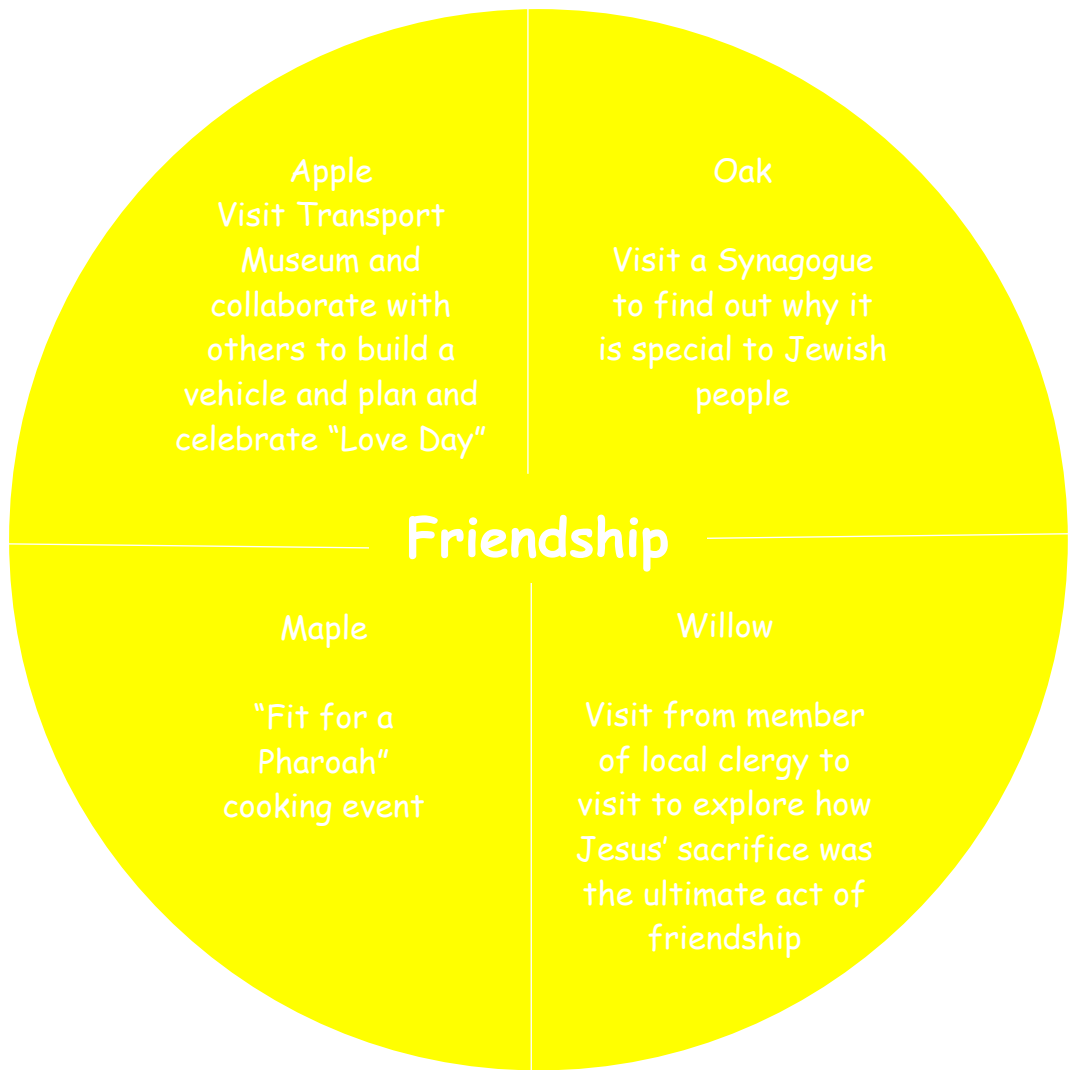 Apple
Visit Transport
Museum and
collaborate with
others to build a
vehicle and plan and
celebrate “Love Day”
Oak
Visit a Synagogue
to find out why it
is special to Jewish
people
Friendship
Maple
“Fit for a
Pharoah”
cooking event
Willow
Visit from member
of local clergy to
visit to explore how
Jesus’ sacrifice was
the ultimate act of
friendship